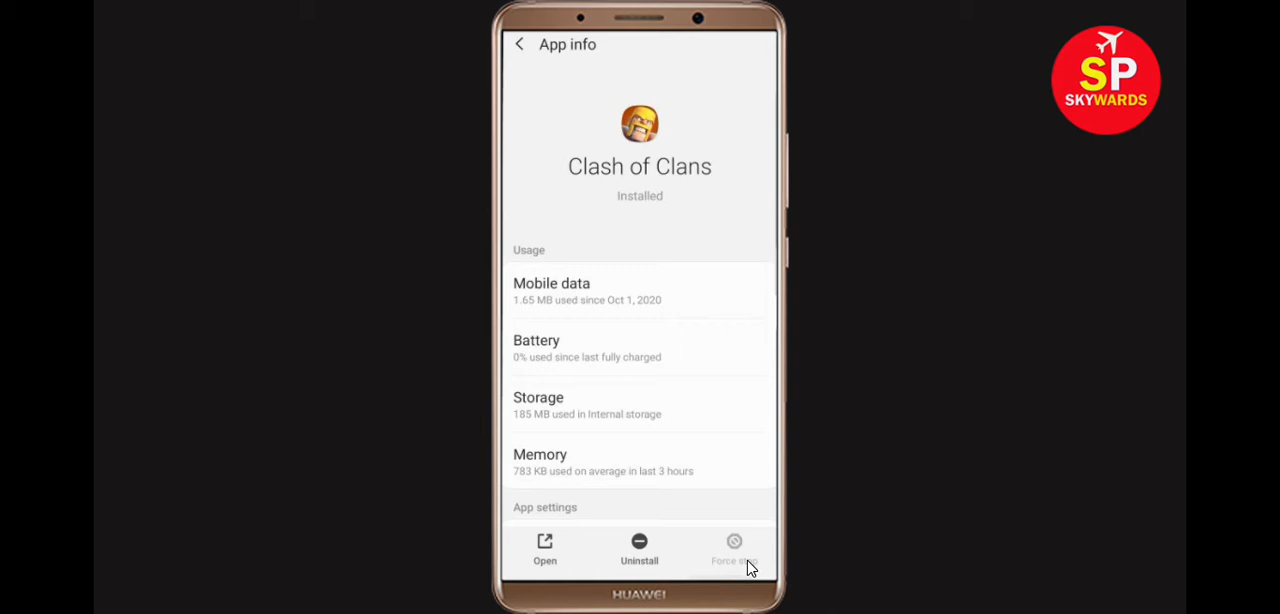 App info
SP
SKYWARDS
Clash of Clans
Installed
Usage
Mobile data
1.65 MB used since Oct 1, 2020
Battery
0% used since last fully charged
Storage
185 MB used in Internal storage
Memory
783 KB used on average in last 3 hours
App settings
Open
Uninstall
Force stop
HUAWEI